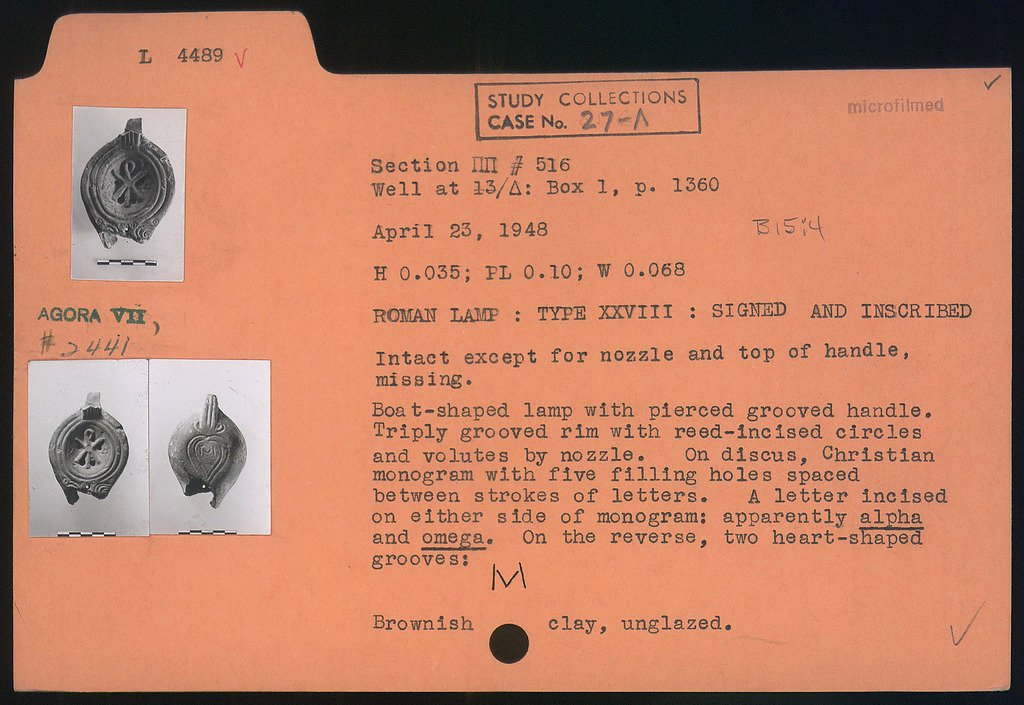 L 4489 ✓
STUDY COLLECTIONS
CASE No. 27-Λ
microfilmed
✓
Section ΠΠ # 516
Well at 13/Δ: Box 1, p. 1360
April 23, 1948
B 15:4
H 0.035; PL 0.10; W 0.068
AGORA VII,
# 2441
ROMAN LAMP : TYPE XXVIII : SIGNED AND INSCRIBED
Intact except for nozzle and top of handle,
missing.
Boat-shaped lamp with pierced grooved handle.
Triply grooved rim with reed-incised circles
and volutes by nozzle. On discus, Christian
monogram with five filling holes spaced
between strokes of letters. A letter incised
on either side of monogram: apparently alpha
and omega. On the reverse, two heart-shaped
grooves:
M
Brownish clay, unglazed.
✓